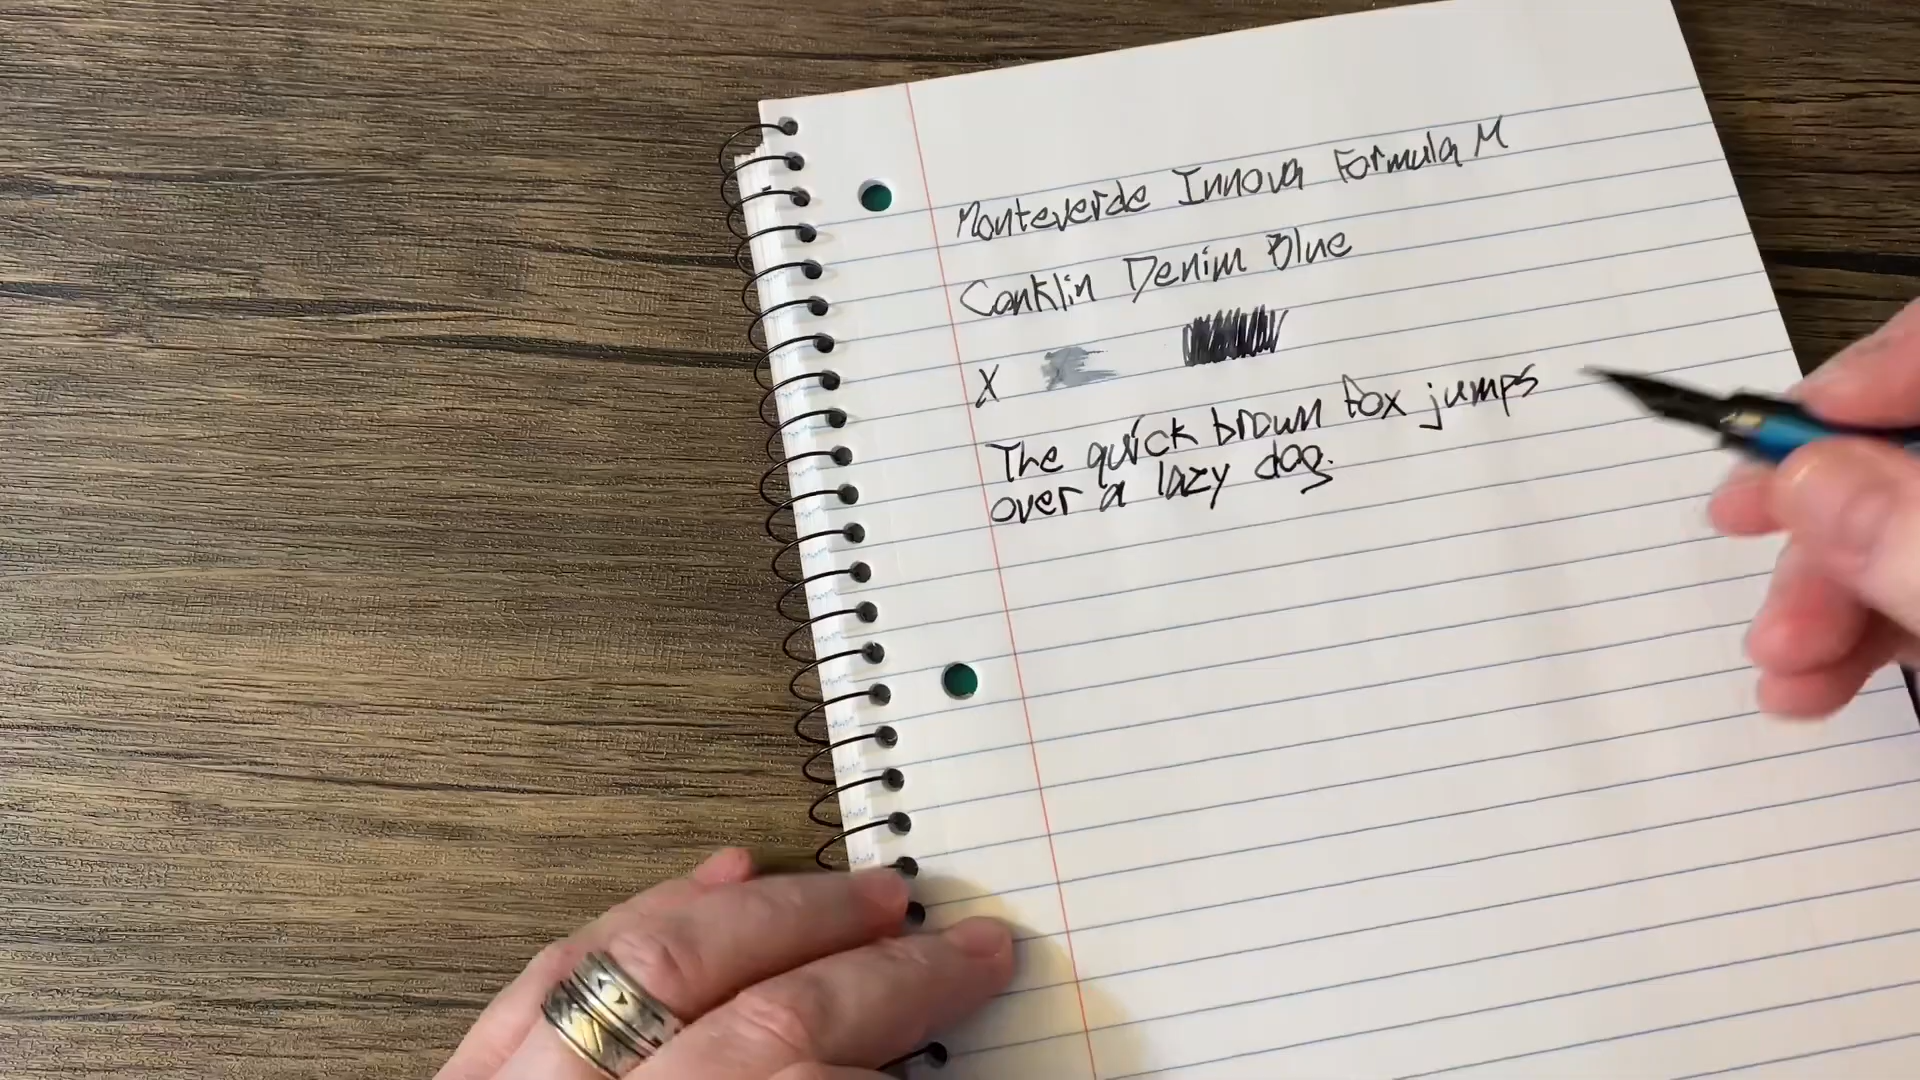 Monteverde Innova Formula M
Conklin Denim Blue
X X
The quick brown fox jumps
over a lazy dog.